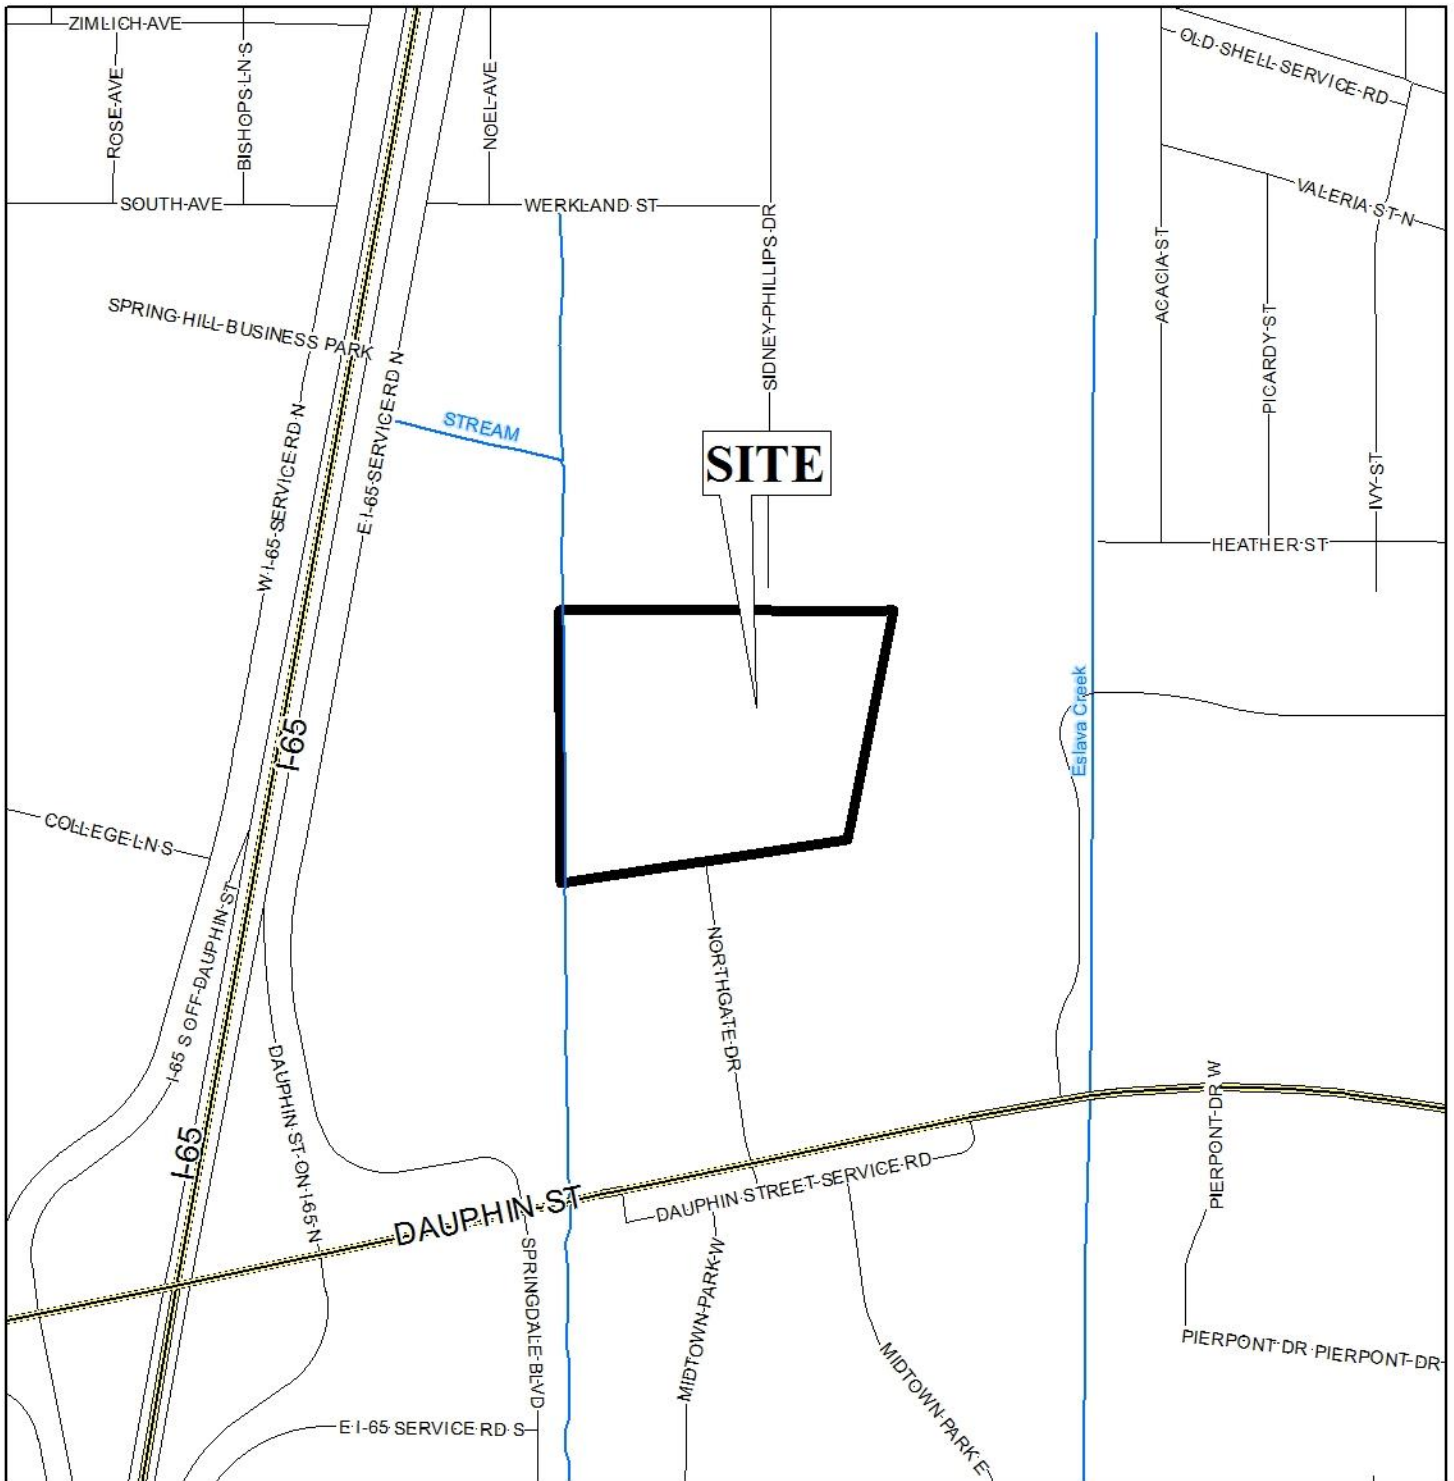 ZIMLICH AVE
OLD SHELL SERVICE RD
ROSE AVE
BISHOPS LN S
NOEL AVE
VALERIA ST N
SOUTH AVE
WERKLAND ST
SIDNEY PHILLIPS DR
ACACIA ST
PICARDY ST
IVY ST
SPRING HILL BUSINESS PARK
E I-65 SERVICE RD N
STREAM
W I-65 SERVICE RD N
SITE
HEATHER ST
I-65
Eslava Creek
COLLEGE LN S
I-65 S OFF DAUPHIN ST
NORTHGATE DR
DAUPHIN ST ON I-65 N
I-65
PIERPONT DR W
DAUPHIN ST
DAUPHIN STREET SERVICE RD
SPRINGDALE BLVD
MIDTOWN PARK W
MIDTOWN PARK E
PIERPONT DR PIERPONT DR
E I-65 SERVICE RD S